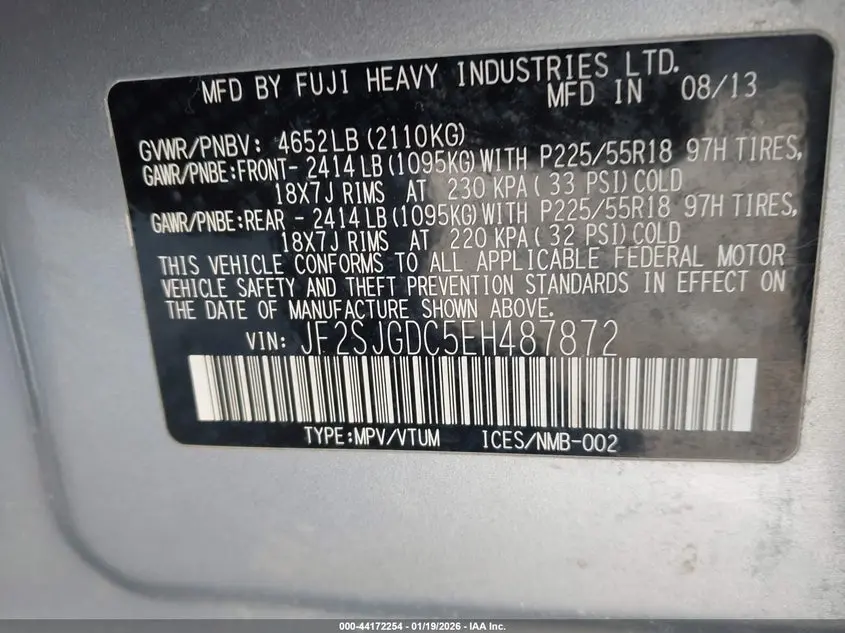 MFD BY FUJI HEAVY INDUSTRIES LTD.
MFD IN 08/13
GVWR/PNBV: 4652LB(2110KG)
GAWR/PNBE:FRONT- 2414LB(1095KG)WITH P225/55R18 97H TIRES,
18X7J RIMS AT 230 KPA( 33 PSI)COLD
GAWR/PNBE:REAR - 2414LB(1095KG)WITH P225/55R18 97H TIRES,
18X7J RIMS AT 220 KPA( 32 PSI)COLD
THIS VEHICLE CONFORMS TO ALL APPLICABLE FEDERAL MOTOR
VEHICLE SAFETY AND THEFT PREVENTION STANDARDS IN EFFECT ON
THE DATE OF MANUFACTURE SHOWN ABOVE.
VIN: JF2SJGDC5EH487872
TYPE:MPV/VTUM ICES/NMB-002
000-44172254 - 01/19/2026 - IAA Inc.